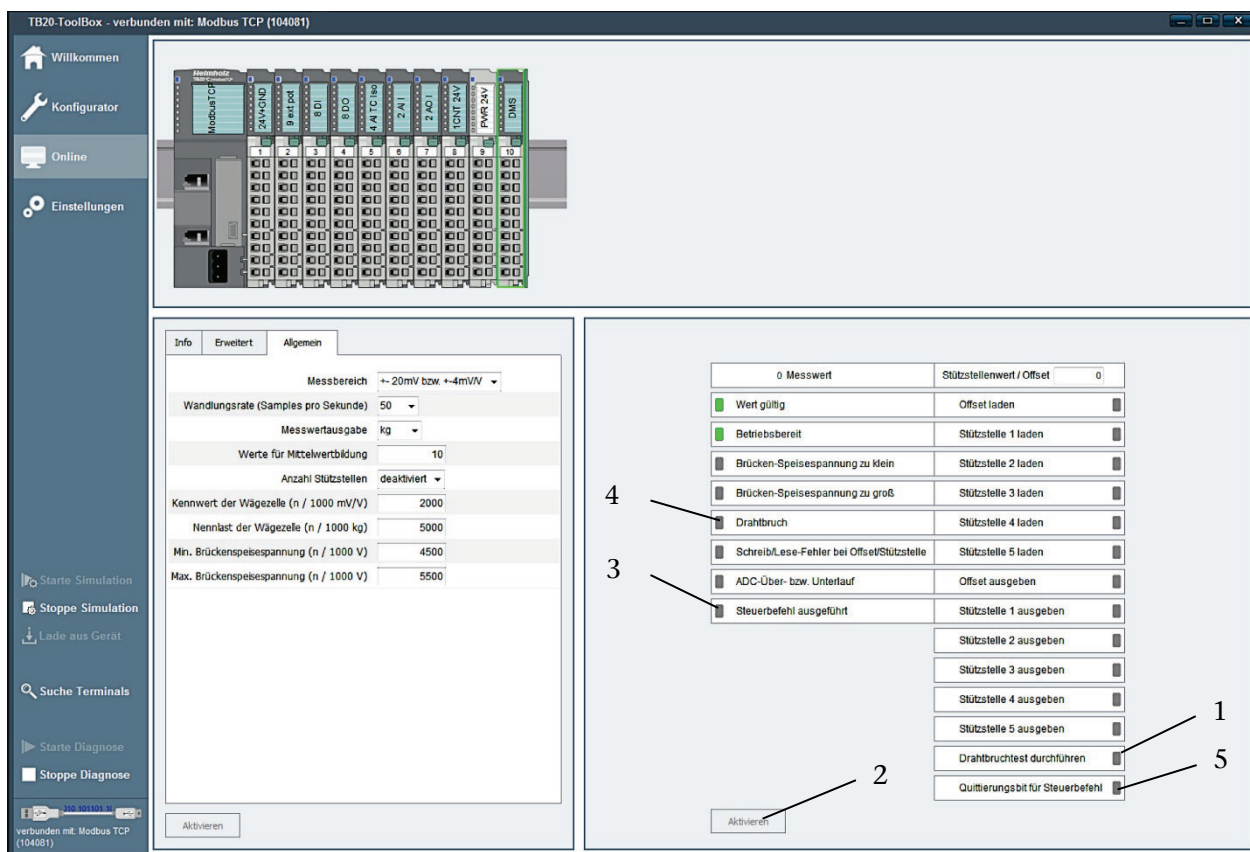 TB20-ToolBox - verbunden mit: Modbus TCP (104081)
Willkommen
Konfigurator
Online
Einstellungen
Starte Simulation
Stoppe Simulation
Lade aus Gerät
Suche Terminals
Starte Diagnose
Stoppe Diagnose
verbunden mit: Modbus TCP
(104081)
Helmholz
ModbusTCP
24V+GND
9 ext pot
8 DI
8 DO
4 AI TC Iso
2 AI I
2 AO I
1CNT 24V
PWR 24V
DMS
1 2 3 4 5 6 7 8 9 10
Info Erweitert Allgemein
Messbereich +- 20mV bzw. +-4mV/V
Wandlungsrate (Samples pro Sekunde) 50
Messwertausgabe kg
Werte für Mittelwertbildung 10
Anzahl Stützstellen deaktiviert
Kennwert der Wägezelle (n / 1000 mV/V) 2000
Nennlast der Wägezelle (n / 1000 kg) 5000
Min. Brückenspeisespannung (n / 1000 V) 4500
Max. Brückenspeisespannung (n / 1000 V) 5500
Aktivieren
0 Messwert Stützstellenwert / Offset 0
Wert gültig Offset laden
Betriebsbereit Stützstelle 1 laden
Brücken-Speisespannung zu klein Stützstelle 2 laden
Brücken-Speisespannung zu groß Stützstelle 3 laden
4 Drahtbruch Stützstelle 4 laden
Schreib/Lese-Fehler bei Offset/Stützstelle Stützstelle 5 laden
3 ADC-Über- bzw. Unterlauf Offset ausgeben
Steuerbefehl ausgeführt Stützstelle 1 ausgeben
Stützstelle 2 ausgeben
Stützstelle 3 ausgeben
Stützstelle 4 ausgeben
Stützstelle 5 ausgeben
1
Drahtbruchtest durchführen
5
Quittierungsbit für Steuerbefehl
2
Aktivieren